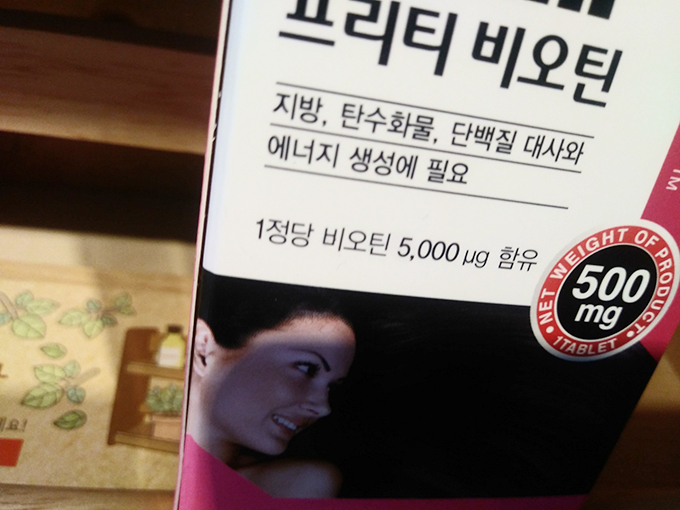 프리티 비오틴
지방, 탄수화물, 단백질 대사와
에너지 생성에 필요
1정당 비오틴 5,000 μg 함유
TM
NET WEIGHT OF PRODUCT
500
mg
1TABLET